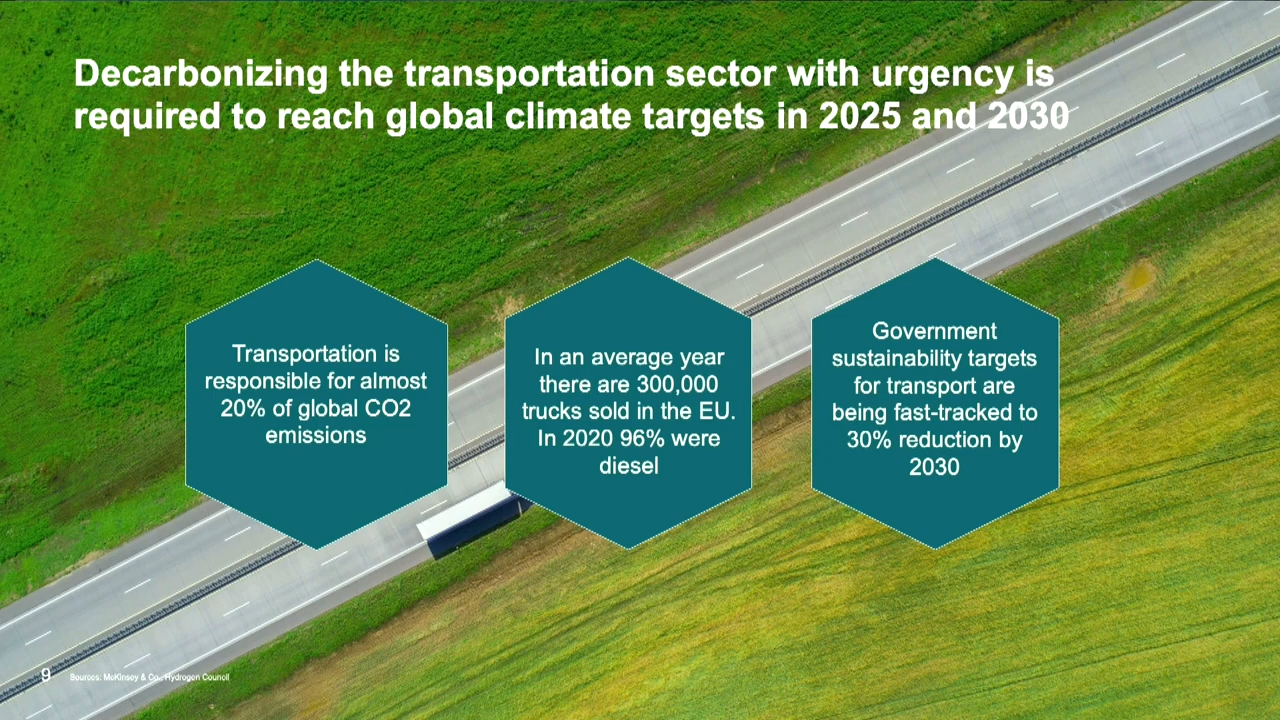 Decarbonizing the transportation sector with urgency is
required to reach global climate targets in 2025 and 2030
Transportation is
responsible for almost
20% of global CO2
emissions
In an average year
there are 300,000
trucks sold in the EU.
In 2020 96% were
diesel
Government
sustainability targets
for transport are
being fast-tracked to
30% reduction by
2030
9
Sources: McKinsey & Co., Hydrogen Council